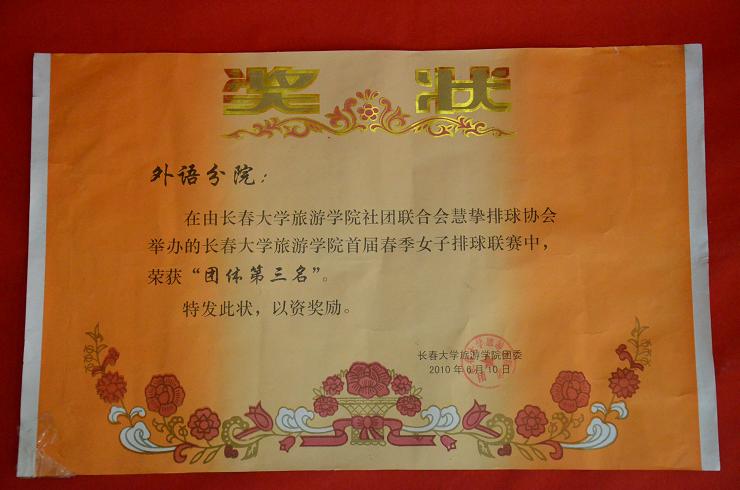 奖 状
外语分院：
在由长春大学旅游学院社团联合会慧挚排球协会
举办的长春大学旅游学院首届春季女子排球联赛中，
荣获“团体第三名”。
特发此状，以资奖励。
长春大学旅游学院团委
2010年6月10日